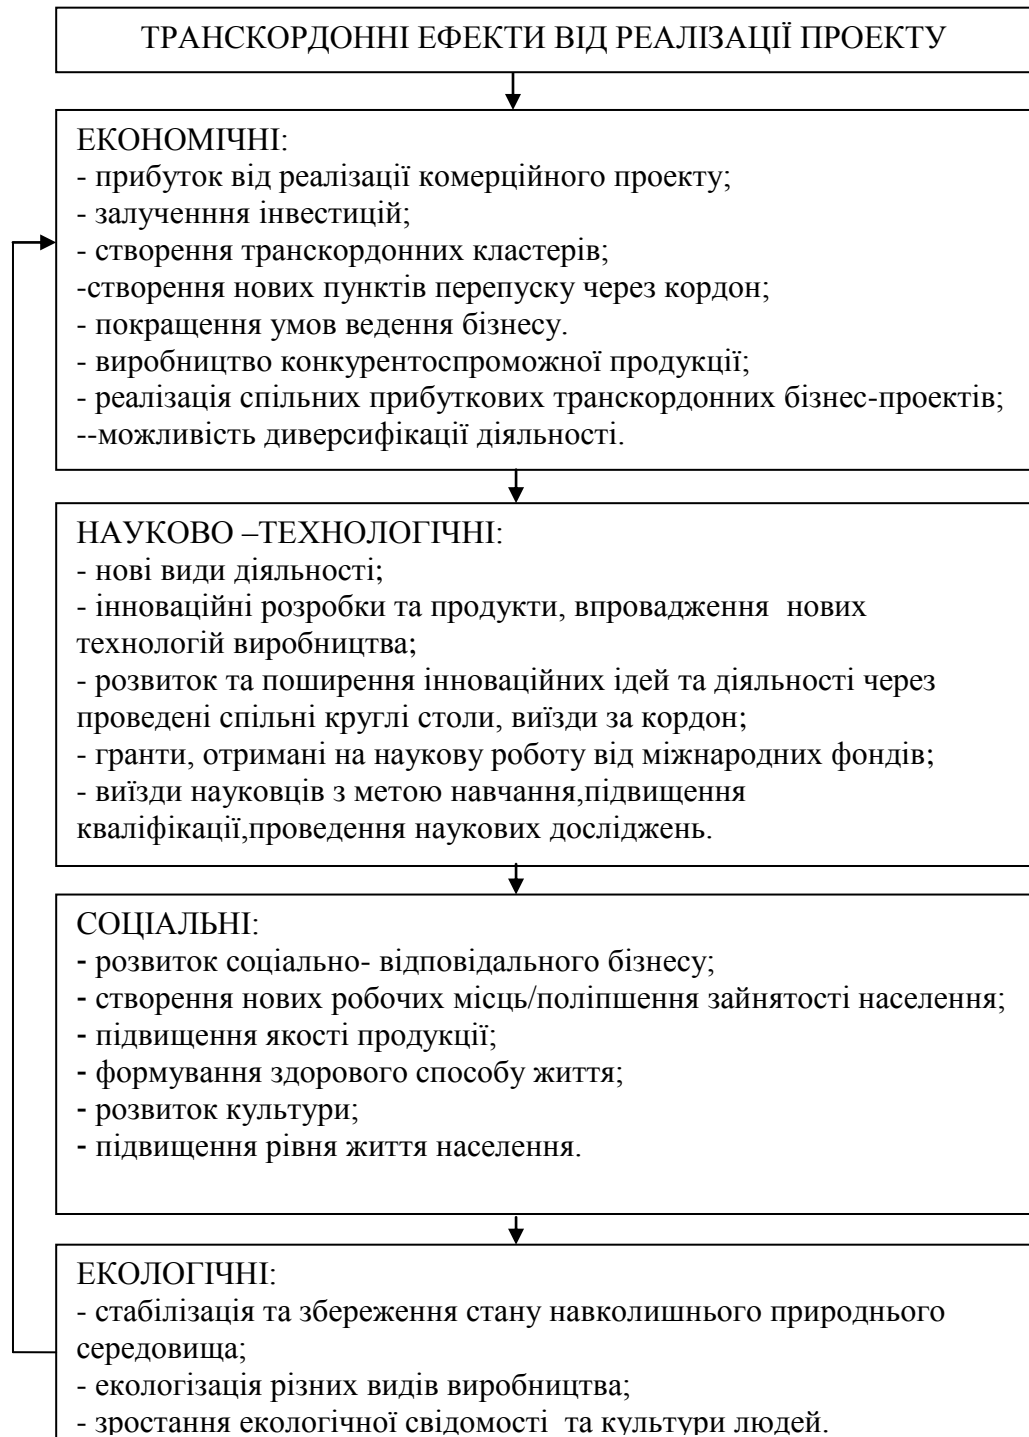 ТРАНСКОРДОННІ ЕФЕКТИ ВІД РЕАЛІЗАЦІЇ ПРОЕКТУ
ЕКОНОМІЧНІ:
- прибуток від реалізації комерційного проекту;
- залученння інвестицій;
- створення транскордонних кластерів;
-створення нових пунктів перепуску через кордон;
- покращення умов ведення бізнесу.
- виробництво конкурентоспроможної продукції;
- реалізація спільних прибуткових транскордонних бізнес-проектів;
--можливість диверсифікації діяльності.
НАУКОВО –ТЕХНОЛОГІЧНІ:
- нові види діяльності;
- інноваційні розробки та продукти, впровадження  нових
технологій виробництва;
- розвиток та поширення інноваційних ідей та діяльності через
проведені спільні круглі столи, виїзди за кордон;
- гранти, отримані на наукову роботу від міжнародних фондів;
- виїзди науковців з метою навчання,підвищення
кваліфікації,проведення наукових досліджень.
СОЦІАЛЬНІ:
- розвиток соціально- відповідального бізнесу;
- створення нових робочих місць/поліпшення зайнятості населення;
- підвищення якості продукції;
- формування здорового способу життя;
- розвиток культури;
- підвищення рівня життя населення.
ЕКОЛОГІЧНІ:
- стабілізація та збереження стану навколишнього природнього
середовища;
- екологізація різних видів виробництва;
- зростання екологічної свідомості  та культури людей.